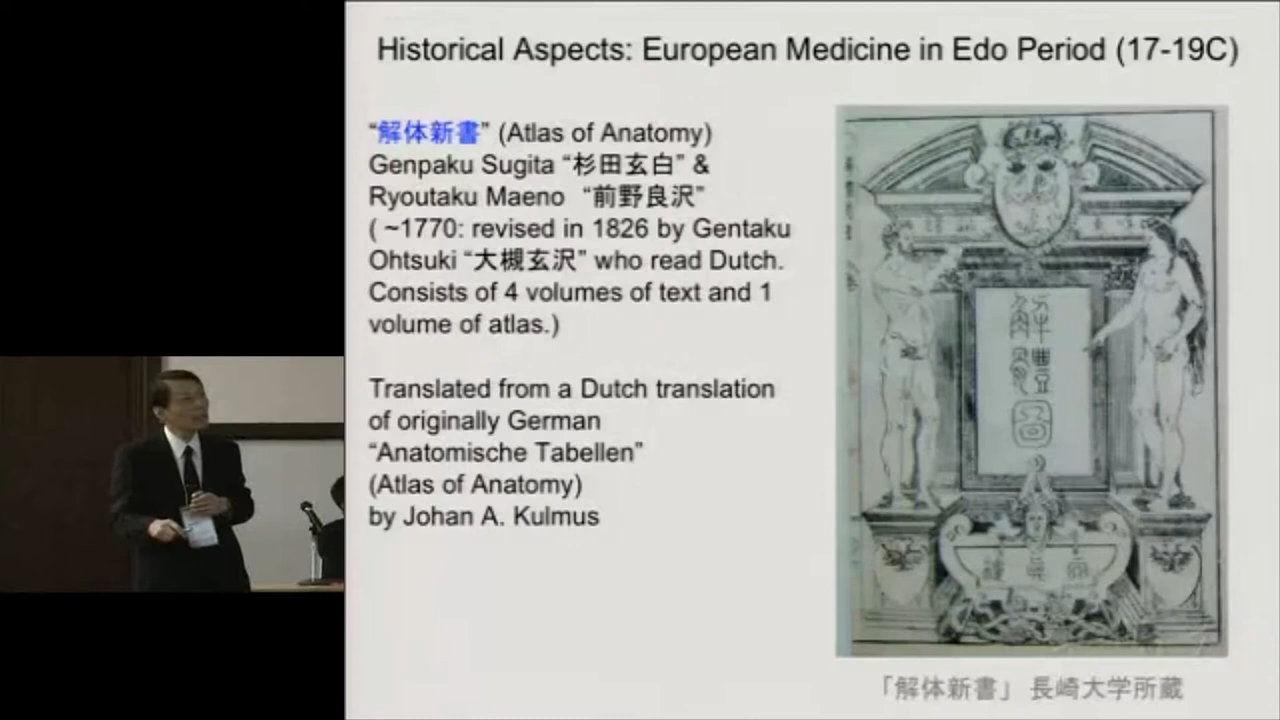 Historical Aspects: European Medicine in Edo Period (17-19C)
“解体新書” (Atlas of Anatomy)
Genpaku Sugita “杉田玄白” &
Ryoutaku Maeno “前野良沢”
( ~1770: revised in 1826 by Gentaku
Ohtsuki “大槻玄沢” who read Dutch.
Consists of 4 volumes of text and 1
volume of atlas.)
Translated from a Dutch translation
of originally German
“Anatomische Tabellen”
(Atlas of Anatomy)
by Johan A. Kulmus
解體圖
「解体新書」 長崎大学所蔵